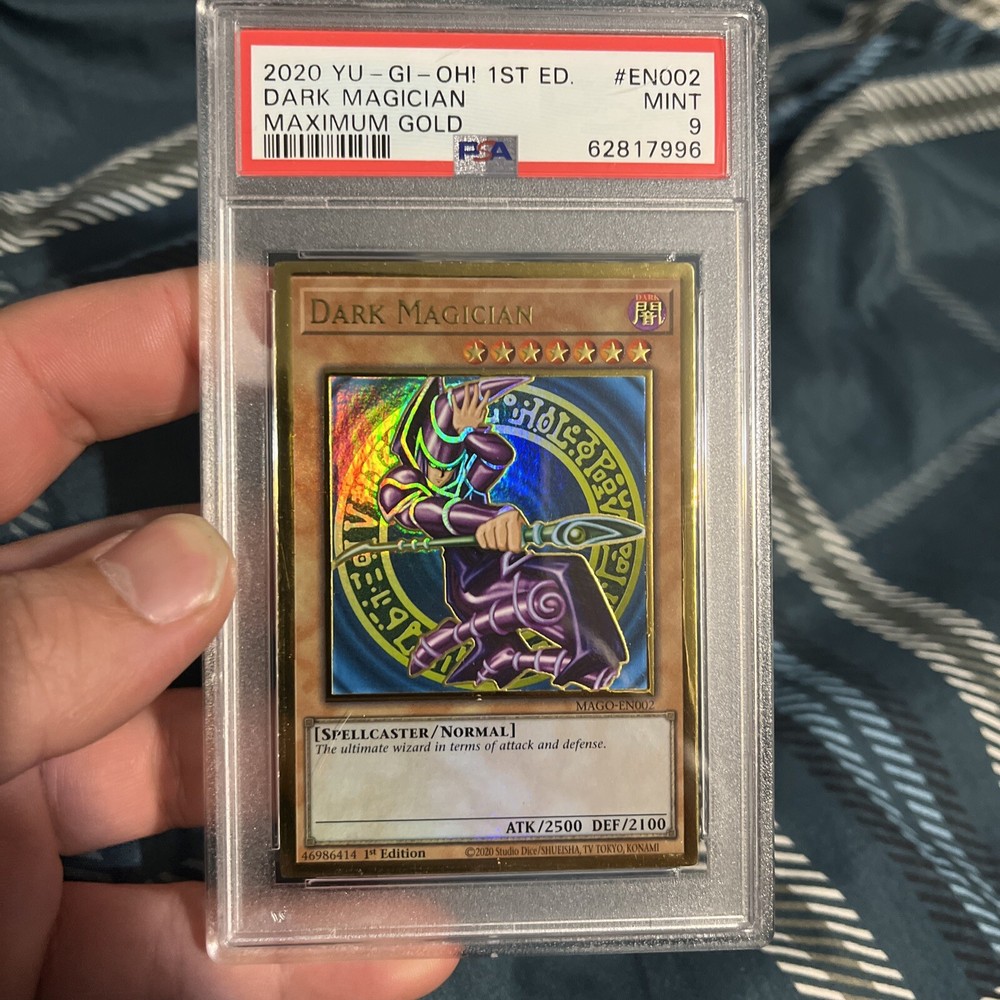 2020 YU-GI-OH! 1ST ED. #EN002
DARK MAGICIAN MINT
MAXIMUM GOLD 9
PSA 62817996
DARK MAGICIAN
DARK
闇
MAGO-EN002
[SPELLCASTER/NORMAL]
The ultimate wizard in terms of attack and defense.
ATK/2500 DEF/2100
46986414 1st Edition ©2020 Studio Dice/SHUEISHA, TV TOKYO, KONAMI